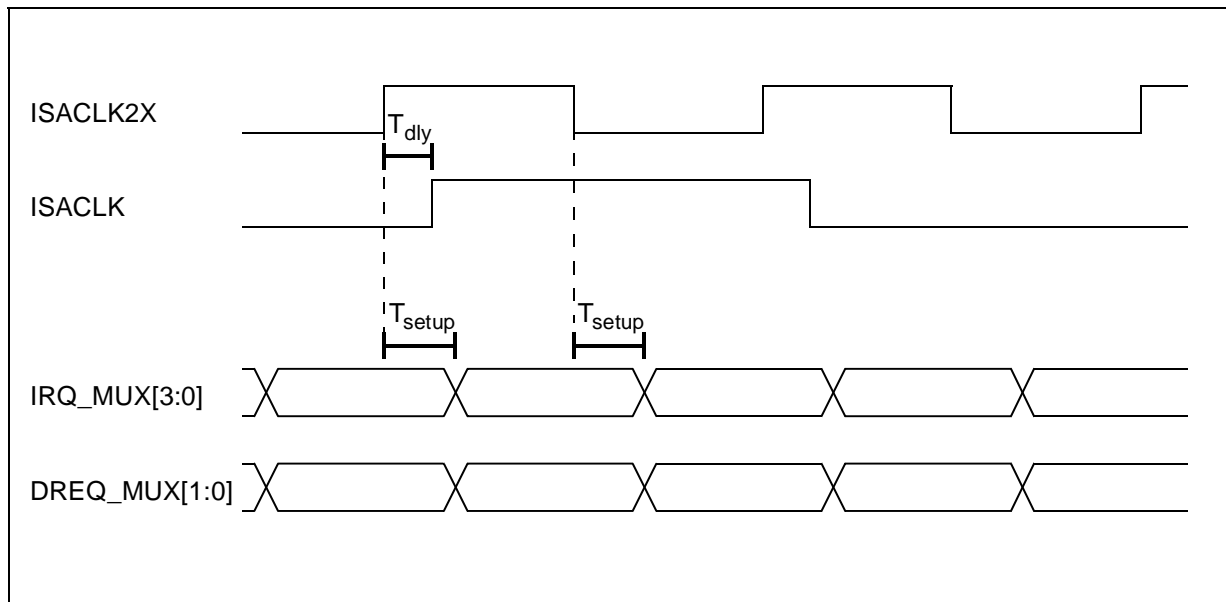 ISACLK2X
Tdly
ISACLK
Tsetup Tsetup
IRQ_MUX[3:0]
DREQ_MUX[1:0]